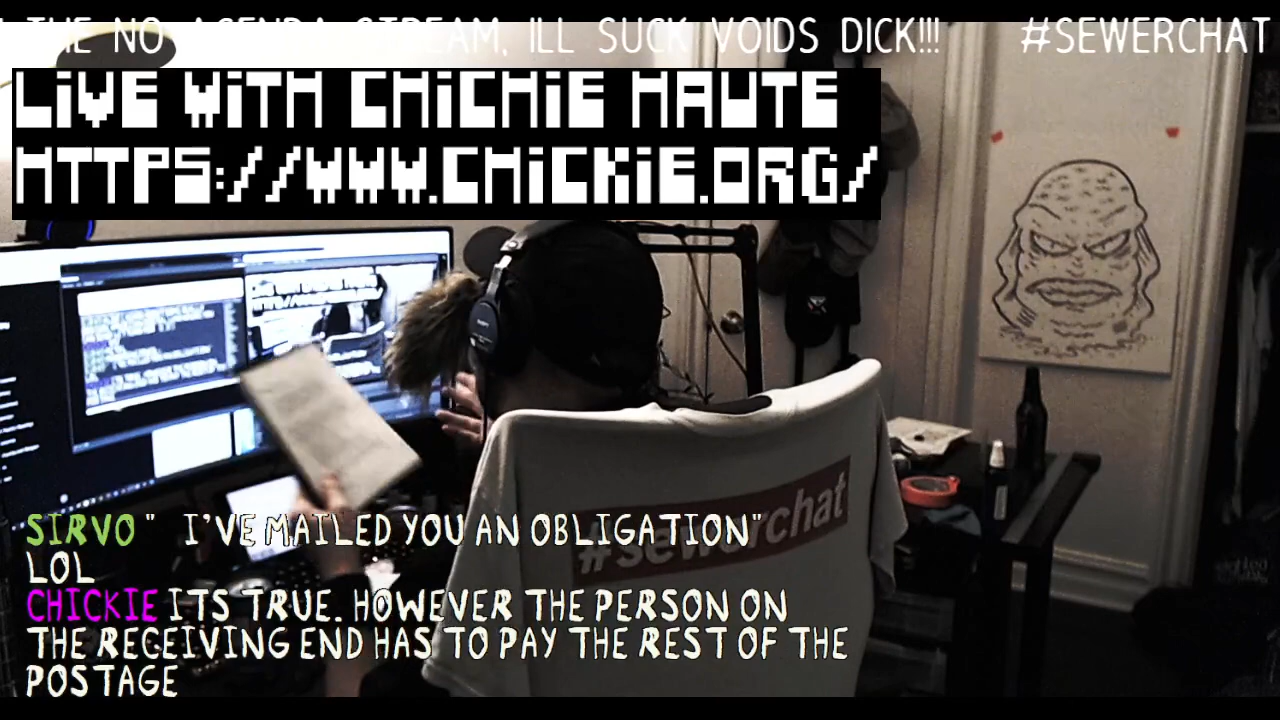 THE NO AGENDA STREAM, ILL SUCK VOIDS DICK!!! #SEWERCHAT
LIVE WITH CHICHIE HAUTE
HTTPS://WWW.CHICKIE.ORG/
#sewerchat
SIRVO " I'VE MAILED YOU AN OBLIGATION"
LOL
CHICKIE ITS TRUE. HOWEVER THE PERSON ON
THE RECEIVING END HAS TO PAY THE REST OF THE
POSTAGE